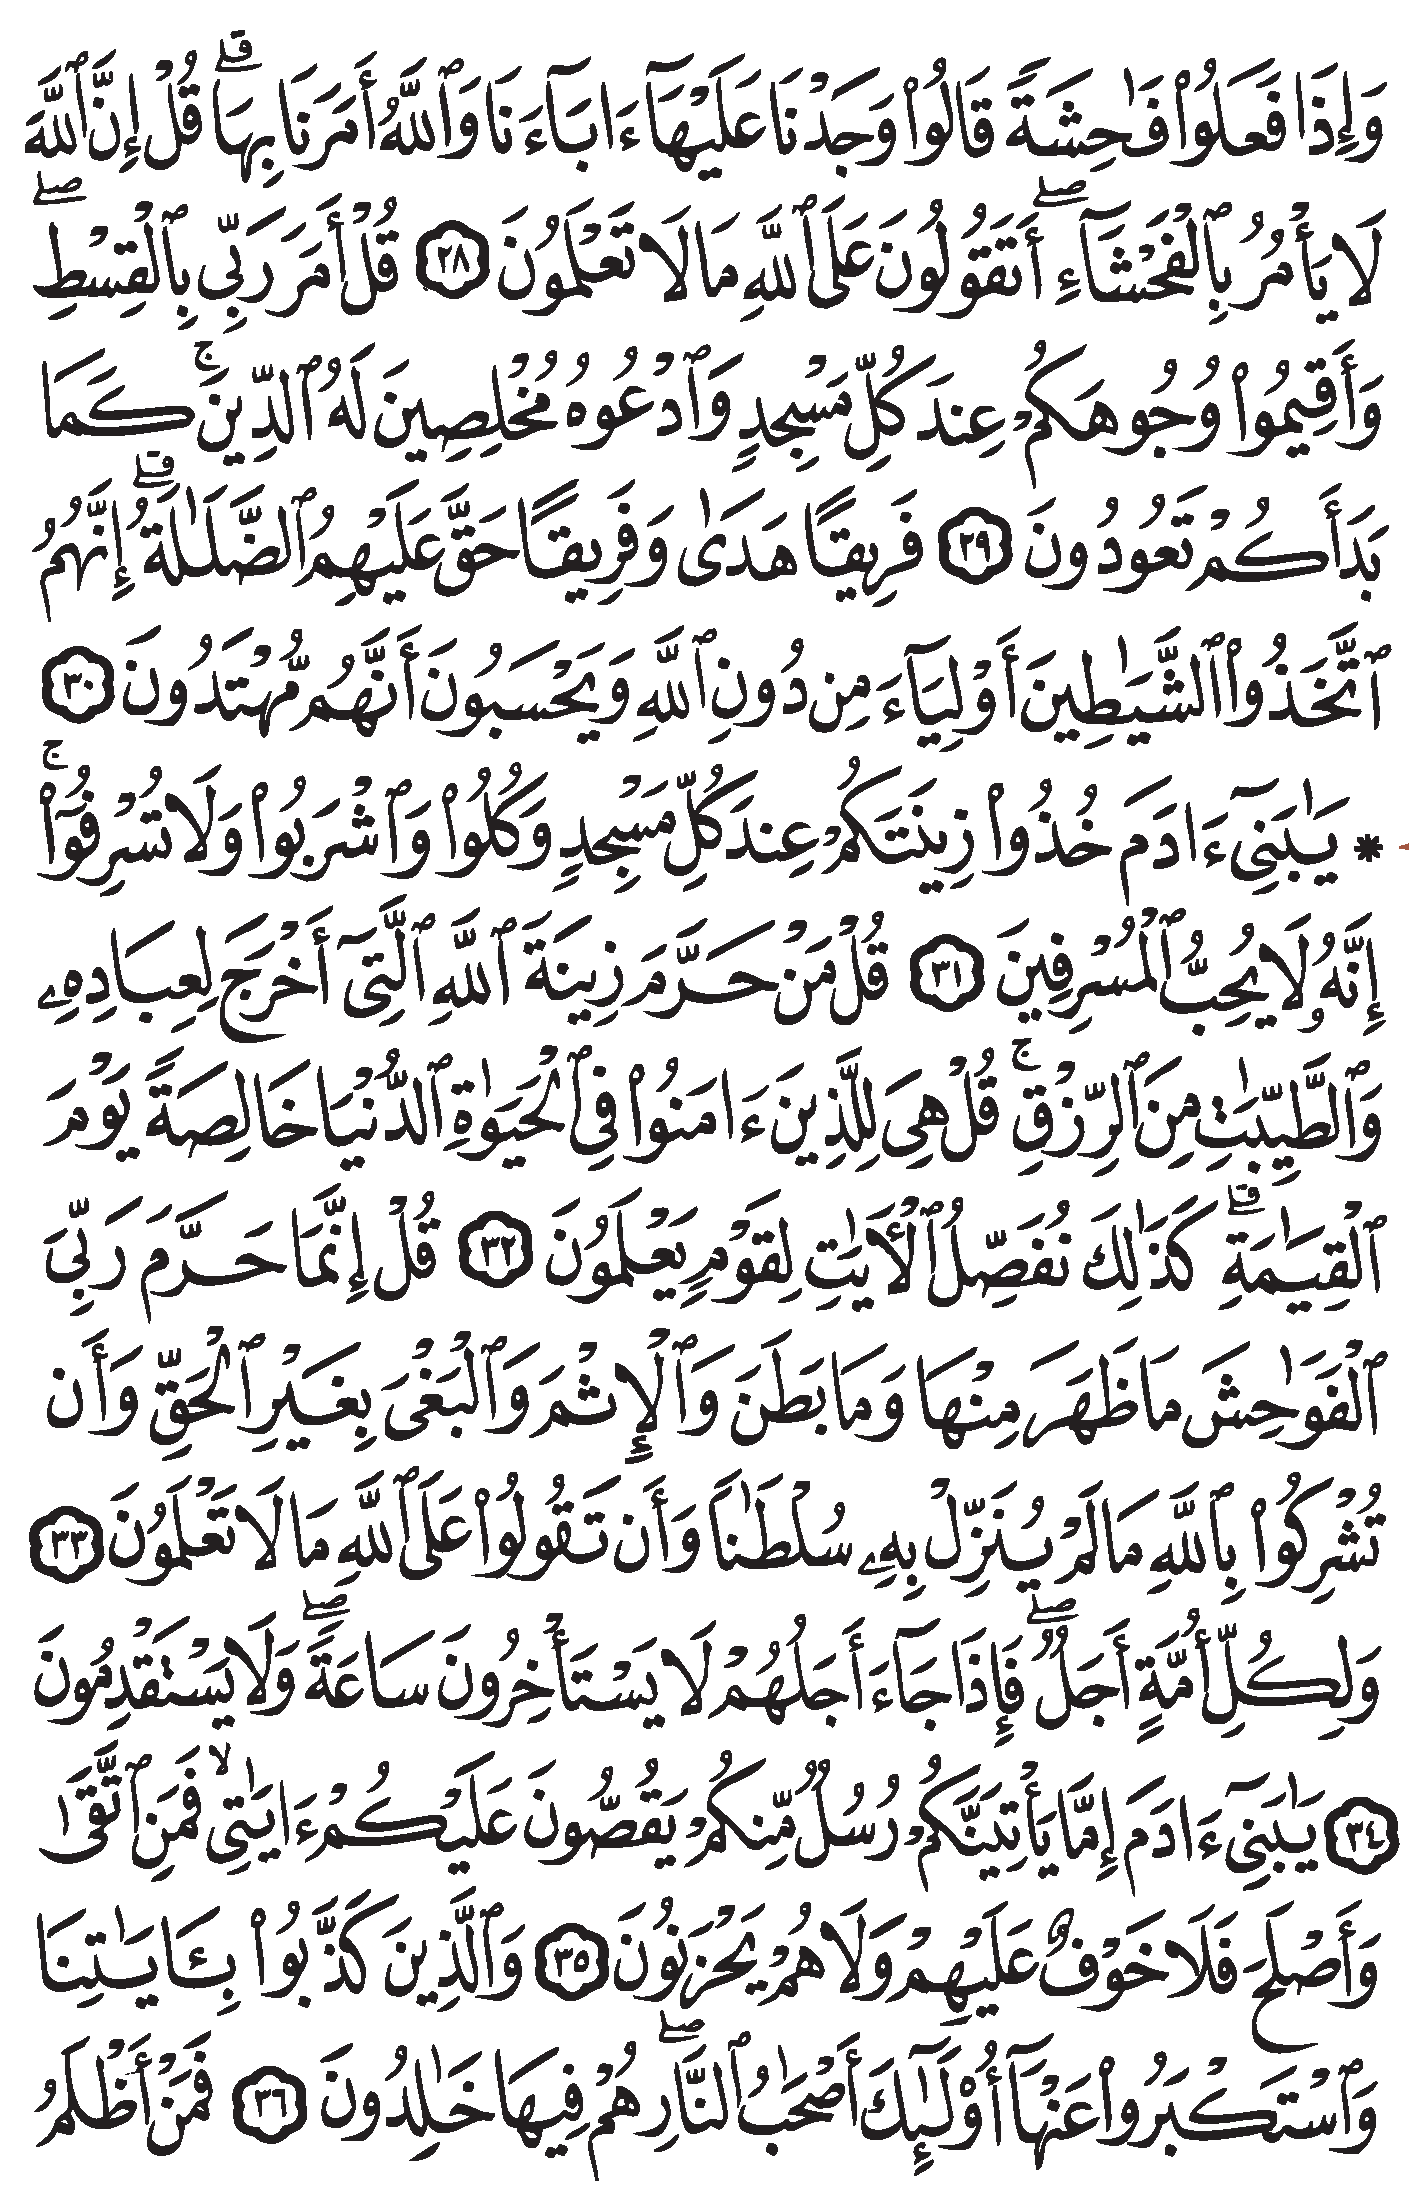 وَإِذَا فَعَلُوا۟ فَـٰحِشَةً قَالُوا۟ وَجَدْنَا عَلَيْهَآ ءَابَآءَنَا وَٱللَّهُ أَمَرَنَا بِهَا ۗ قُلْ إِنَّ ٱللَّهَ
لَا يَأْمُرُ بِٱلْفَحْشَآءِ ۖ أَتَقُولُونَ عَلَى ٱللَّهِ مَا لَا تَعْلَمُونَ ٢٨ قُلْ أَمَرَ رَبِّى بِٱلْقِسْطِ ۖ
وَأَقِيمُوا۟ وُجُوهَكُمْ عِندَ كُلِّ مَسْجِدٍ وَٱدْعُوهُ مُخْلِصِينَ لَهُ ٱلدِّينَ ۚ كَمَا
بَدَأَكُمْ تَعُودُونَ ٢٩ فَرِيقًا هَدَىٰ وَفَرِيقًا حَقَّ عَلَيْهِمُ ٱلضَّلَـٰلَةُ ۗ إِنَّهُمُ
ٱتَّخَذُوا۟ ٱلشَّيَـٰطِينَ أَوْلِيَآءَ مِن دُونِ ٱللَّهِ وَيَحْسَبُونَ أَنَّهُم مُّهْتَدُونَ ٣٠
* يَـٰبَنِىٓ ءَادَمَ خُذُوا۟ زِينَتَكُمْ عِندَ كُلِّ مَسْجِدٍ وَكُلُوا۟ وَٱشْرَبُوا۟ وَلَا تُسْرِفُوٓا۟ ۚ
إِنَّهُۥ لَا يُحِبُّ ٱلْمُسْرِفِينَ ٣١ قُلْ مَنْ حَرَّمَ زِينَةَ ٱللَّهِ ٱلَّتِىٓ أَخْرَجَ لِعِبَادِهِۦ
وَٱلطَّيِّبَـٰتِ مِنَ ٱلرِّزْقِ ۚ قُلْ هِىَ لِلَّذِينَ ءَامَنُوا۟ فِى ٱلْحَيَوٰةِ ٱلدُّنْيَا خَالِصَةً يَوْمَ
ٱلْقِيَـٰمَةِ ۗ كَذَٰلِكَ نُفَصِّلُ ٱلْـَٔايَـٰتِ لِقَوْمٍ يَعْلَمُونَ ٣٢ قُلْ إِنَّمَا حَرَّمَ رَبِّىَ
ٱلْفَوَٰحِشَ مَا ظَهَرَ مِنْهَا وَمَا بَطَنَ وَٱلْإِثْمَ وَٱلْبَغْىَ بِغَيْرِ ٱلْحَقِّ وَأَن
تُشْرِكُوا۟ بِٱللَّهِ مَا لَمْ يُنَزِّلْ بِهِۦ سُلْطَـٰنًا وَأَن تَقُولُوا۟ عَلَى ٱللَّهِ مَا لَا تَعْلَمُونَ ٣٣
وَلِكُلِّ أُمَّةٍ أَجَلٌ ۖ فَإِذَا جَآءَ أَجَلُهُمْ لَا يَسْتَأْخِرُونَ سَاعَةً ۖ وَلَا يَسْتَقْدِمُونَ
٣٤ يَـٰبَنِىٓ ءَادَمَ إِمَّا يَأْتِيَنَّكُمْ رُسُلٌ مِّنكُمْ يَقُصُّونَ عَلَيْكُمْ ءَايَـٰتِى ۙ فَمَنِ ٱتَّقَىٰ
وَأَصْلَحَ فَلَا خَوْفٌ عَلَيْهِمْ وَلَا هُمْ يَحْزَنُونَ ٣٥ وَٱلَّذِينَ كَذَّبُوا۟ بِـَٔايَـٰتِنَا
وَٱسْتَكْبَرُوا۟ عَنْهَآ أُو۟لَـٰٓئِكَ أَصْحَـٰبُ ٱلنَّارِ ۖ هُمْ فِيهَا خَـٰلِدُونَ ٣٦ فَمَنْ أَظْلَمُ